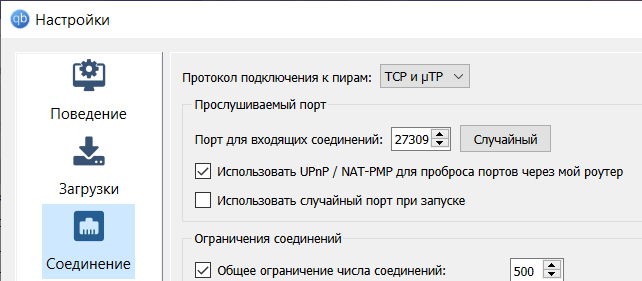 qb Настройки
Протокол подключения к пирам: TCP и μTP
Поведение
Прослушиваемый порт
Порт для входящих соединений: 27309 Случайный
Загрузки
Использовать UPnP / NAT-PMP для проброса портов через мой роутер
Использовать случайный порт при запуске
Соединение
Ограничения соединений
Общее ограничение числа соединений: 500